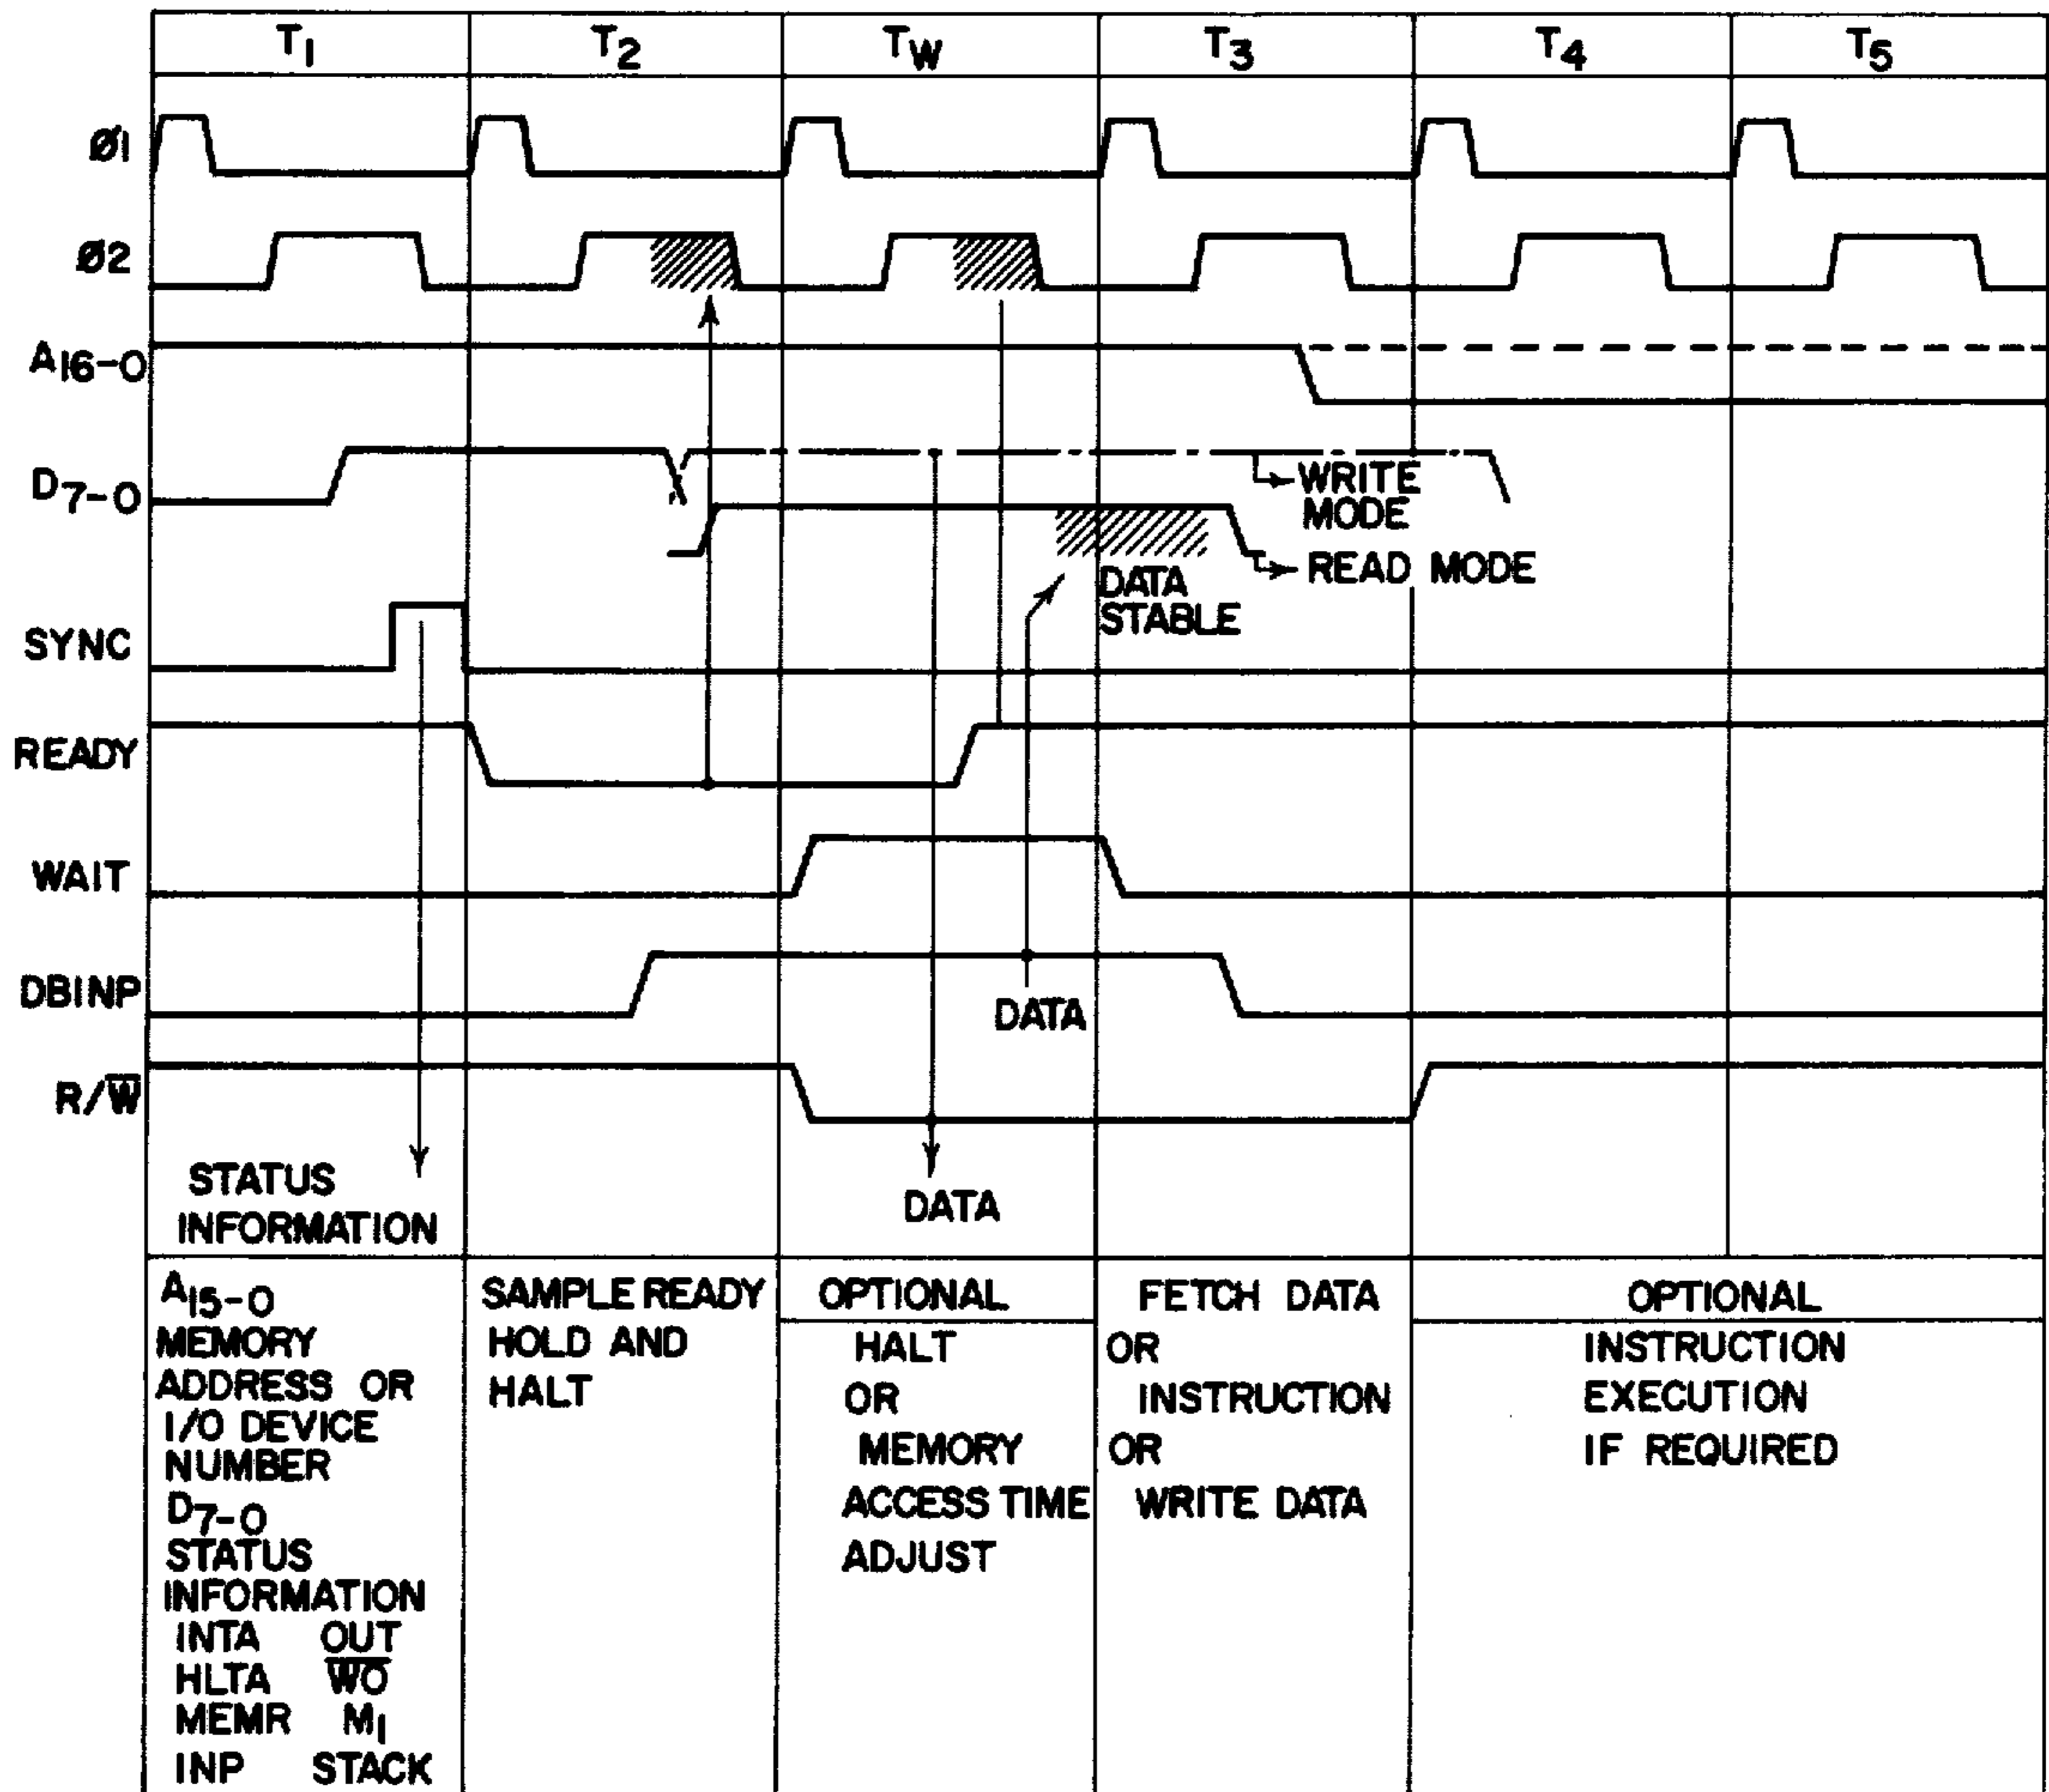 T1 T2 TW T3 T4 T5
Ø1
Ø2
A16-0
D7-0
WRITE
MODE
READ MODE
DATA
STABLE
SYNC
READY
WAIT
DBINP
DATA
R/W̅
STATUS
INFORMATION
DATA
A15-0
MEMORY
ADDRESS OR
I/O DEVICE
NUMBER
D7-0
STATUS
INFORMATION
INTA OUT
HLTA W̅O̅
MEMR M1
INP STACK
SAMPLE READY
HOLD AND
HALT
OPTIONAL
HALT
OR
MEMORY
ACCESS TIME
ADJUST
FETCH DATA
OR
INSTRUCTION
OR
WRITE DATA
OPTIONAL
INSTRUCTION
EXECUTION
IF REQUIRED